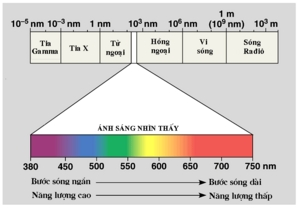 1 m
10⁻⁵ nm 10⁻³ nm 1 nm 10³ nm 10⁶ nm (10⁹ nm) 10³ m
Tia Gamma Tia X Tử ngoại Hồng ngoại Vi sóng Sóng Radiô
ÁNH SÁNG NHÌN THẤY
380 450 500 550 600 650 700 750 nm
Bước sóng ngắn Bước sóng dài
Năng lượng cao Năng lượng thấp